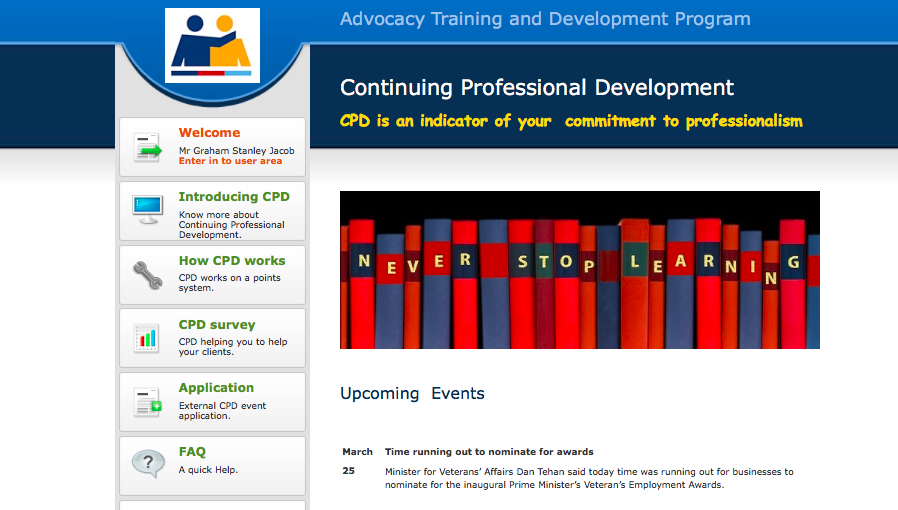 Advocacy Training and Development Program
Continuing Professional Development
CPD is an indicator of your commitment to professionalism
Welcome
Mr Graham Stanley Jacob
Enter in to user area
Introducing CPD
Know more about
Continuing Professional
Development.
How CPD works
CPD works on a points
system.
CPD survey
CPD helping you to help
your clients.
Application
External CPD event
application.
FAQ
A quick Help.
NEVER STOP LEARNING
Upcoming Events
March Time running out to nominate for awards
25 Minister for Veterans’ Affairs Dan Tehan said today time was running out for businesses to
nominate for the inaugural Prime Minister’s Veteran’s Employment Awards.